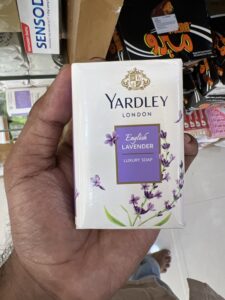 SENSOD
YARDLEY
LONDON
English
LAVENDER
LUXURY SOAP